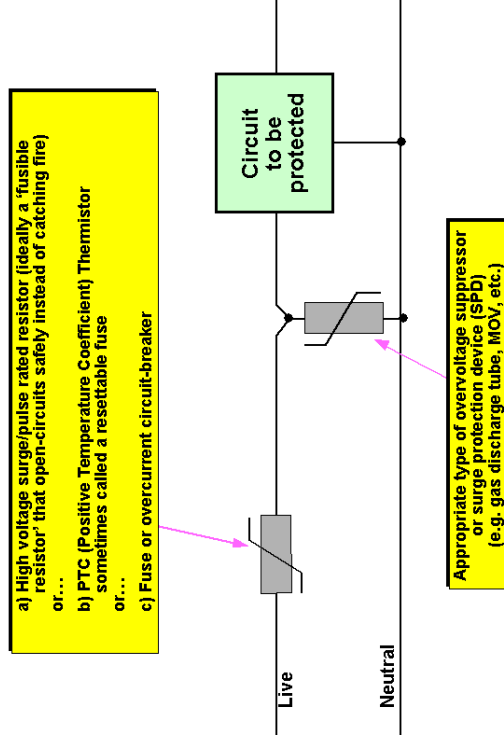 a) High voltage surge/pulse rated resistor (ideally a 'fusible
resistor' that open-circuits safely instead of catching fire)
or...
b) PTC (Positive Temperature Coefficient) Thermistor
sometimes called a resettable fuse
or...
c) Fuse or overcurrent circuit-breaker
Live
Circuit
to be
protected
Neutral
Appropriate type of overvoltage suppressor
or surge protection device (SPD)
(e.g. gas discharge tube, MOV, etc.)